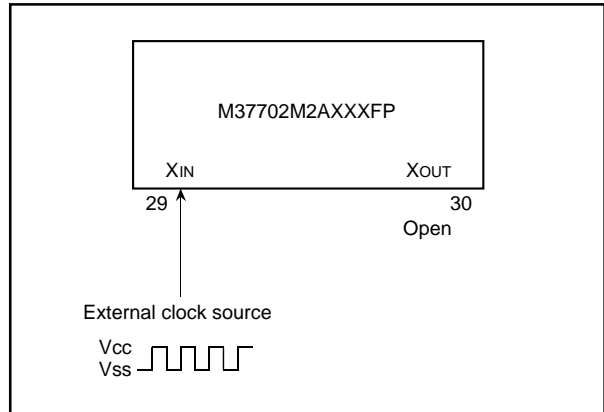 M37702M2AXXXFP
XIN XOUT
29 30
Open
External clock source
Vcc
Vss